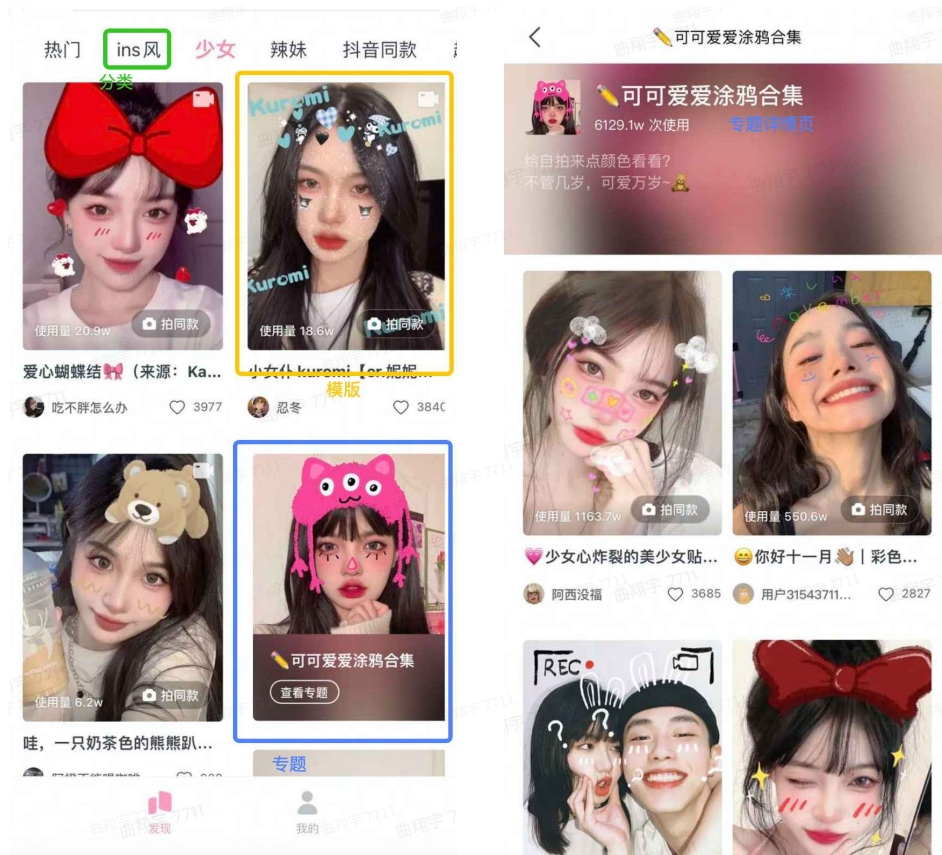 热门 ins风 少女 辣妹 抖音同款
分类
Kuromi
Kuromi
Kuromi
Kuromi
使用量 20.9w 拍同款
使用量 18.6w 拍同款
爱心蝴蝶结🎀（来源：Ka...
小女仆 kuromi【cr.妮妮...
模版
吃不胖怎么办 3977
忍冬 3840
使用量 6.2w 拍同款
✏️可可爱爱涂鸦合集
查看专题
哇，一只奶茶色的熊熊趴...
专题
发现
我的
✏️可可爱爱涂鸦合集
✏️可可爱爱涂鸦合集
6129.1w 次使用
专题详情页
给自拍来点颜色看看？
不管几岁，可爱万岁~
november
使用量 1163.7w 拍同款
使用量 550.6w 拍同款
💗少女心炸裂的美少女贴...
😄你好十一月👋🏽｜彩色...
阿西没福 3685
用户31543711... 2827
REC
曲翔宇 7711